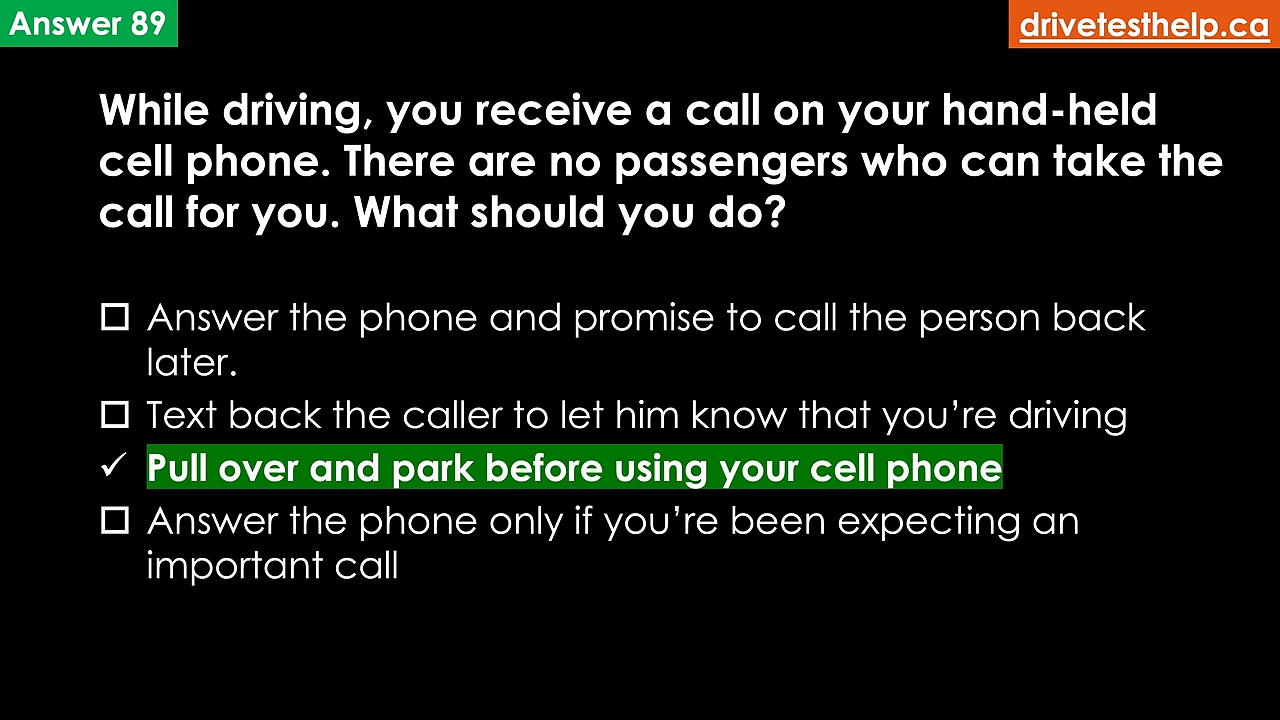 Answer 89
drivetesthelp.ca
While driving, you receive a call on your hand-held
cell phone. There are no passengers who can take the
call for you. What should you do?
☐ Answer the phone and promise to call the person back
later.
☐ Text back the caller to let him know that you’re driving
✓ Pull over and park before using your cell phone
☐ Answer the phone only if you’re been expecting an
important call